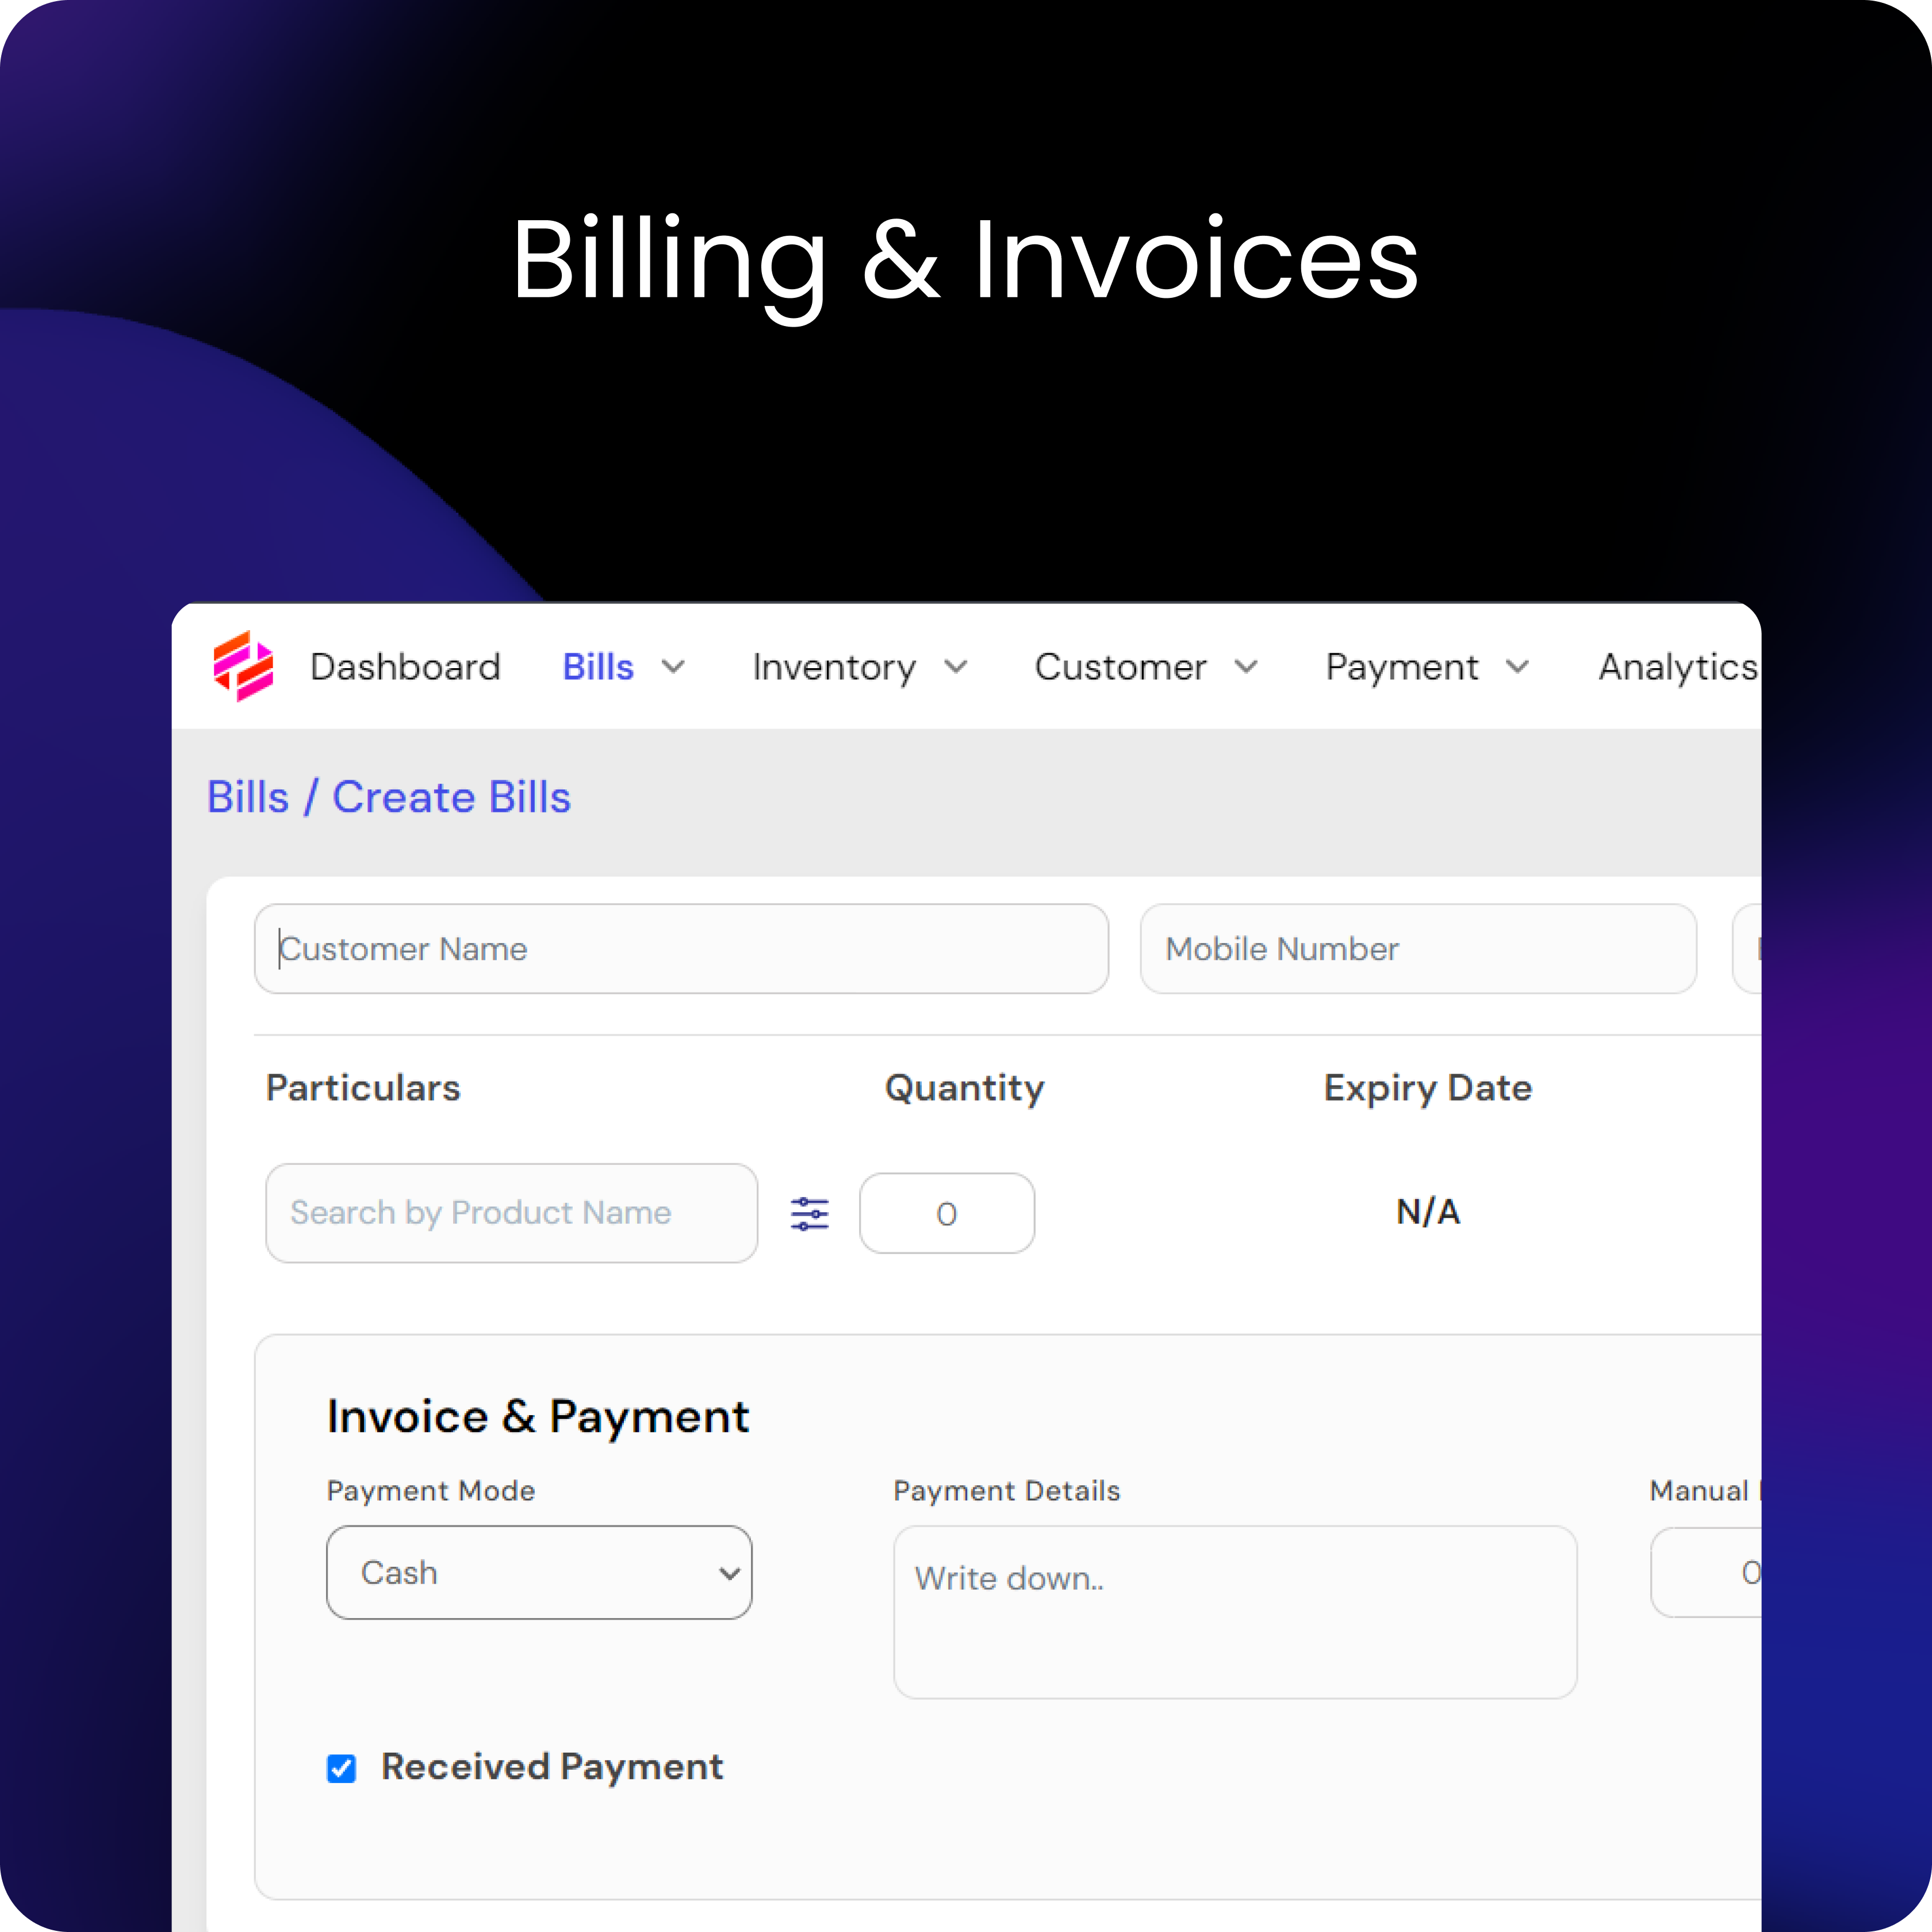 Billing & Invoices
Dashboard Bills Inventory Customer Payment Analytics
Bills / Create Bills
Customer Name Mobile Number
Particulars Quantity Expiry Date
Search by Product Name 0 N/A
Invoice & Payment
Payment Mode Payment Details Manual
Cash Write down.. 0
Received Payment